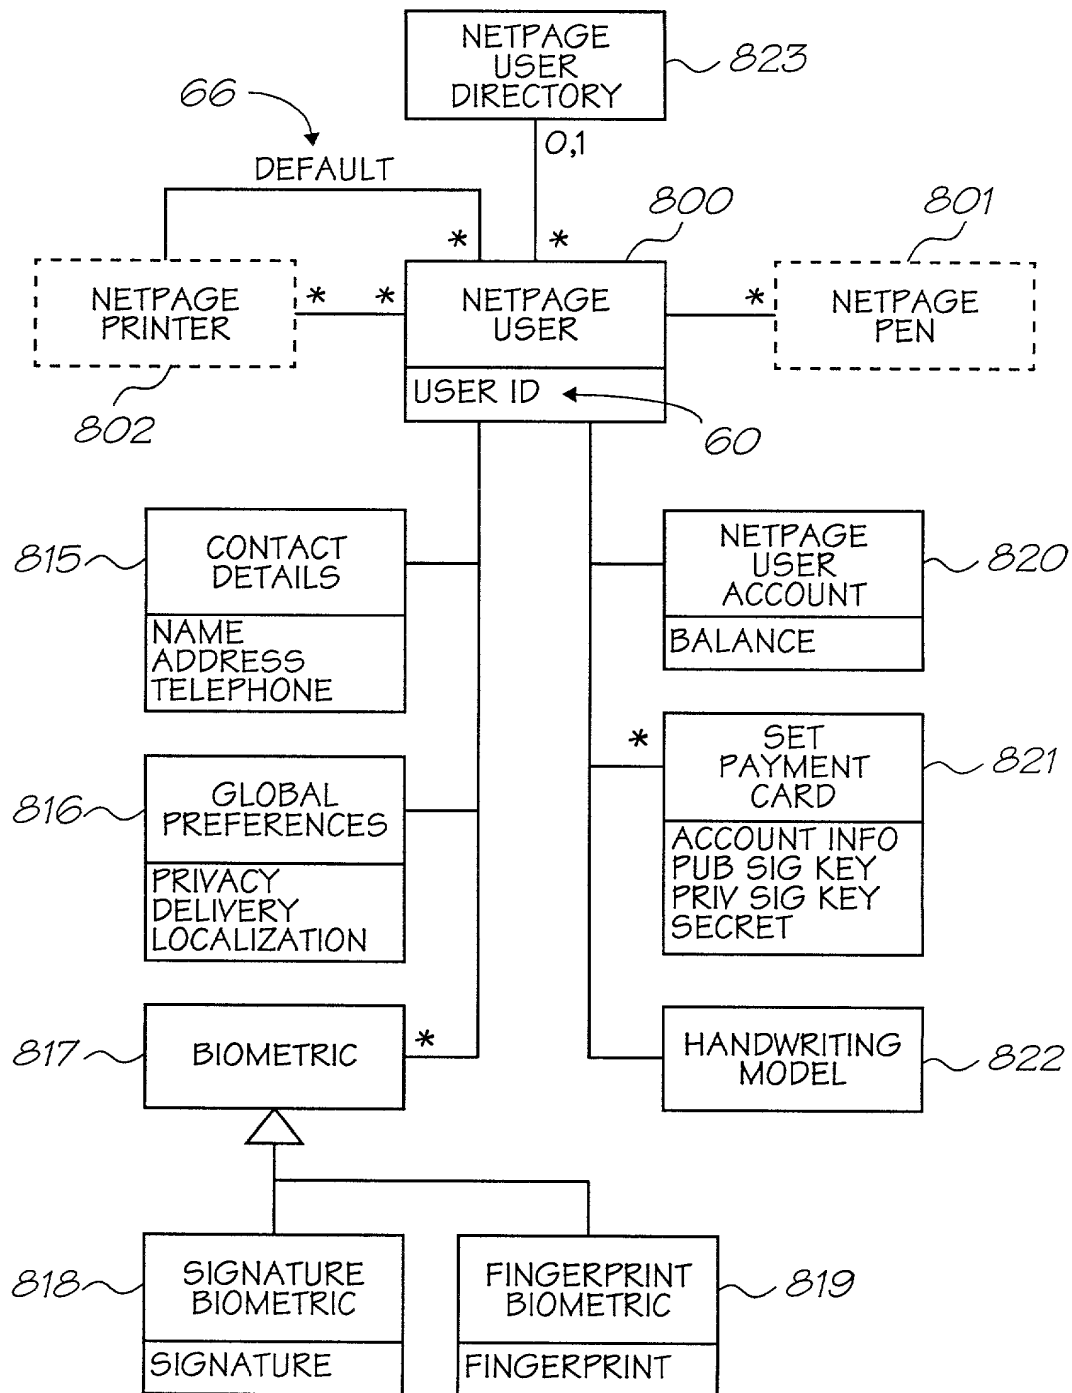 NETPAGE
USER
DIRECTORY
823
66
0,1
DEFAULT
800
801
*
*
NETPAGE
PRINTER
*
*
NETPAGE
USER
*
NETPAGE
PEN
802
USER ID
60
815
CONTACT
DETAILS
NAME
ADDRESS
TELEPHONE
NETPAGE
USER
ACCOUNT
820
BALANCE
816
GLOBAL
PREFERENCES
PRIVACY
DELIVERY
LOCALIZATION
*
SET
PAYMENT
CARD
821
ACCOUNT INFO
PUB SIG KEY
PRIV SIG KEY
SECRET
817
BIOMETRIC
*
HANDWRITING
MODEL
822
818
SIGNATURE
BIOMETRIC
SIGNATURE
FINGERPRINT
BIOMETRIC
819
FINGERPRINT